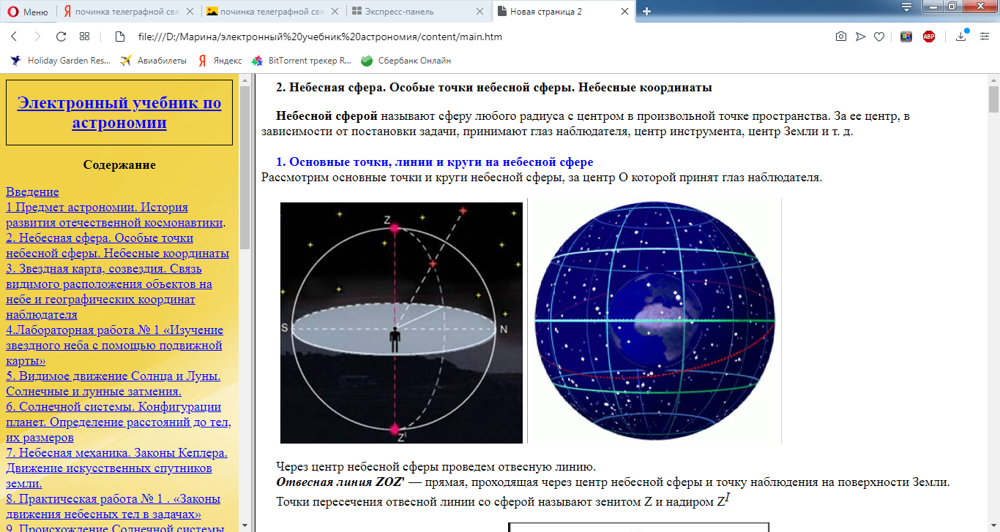 Меню
починка телеграфной свя
починка телеграфной свя
Экспресс-панель
Новая страница 2
file:///D:/Марина/электронный%20учебник%20астрономия/content/main.htm
ABP
Holiday Garden Res...
Авиабилеты
Яндекс
BitTorrent трекер R...
Сбербанк Онлайн
Электронный учебник по
астрономии
Содержание
Введение
1 Предмет астрономии. История
развития отечественной космонавтики.
2. Небесная сфера. Особые точки
небесной сферы. Небесные координаты
3. Звездная карта, созвездия. Связь
видимого расположения объектов на
небе и географических координат
наблюдателя
4.Лабораторная работа № 1 «Изучение
звездного неба с помощью подвижной
карты»
5. Видимое движение Солнца и Луны.
Солнечные и лунные затмения.
6. Солнечной системы. Конфигурации
планет. Определение расстояний до тел,
их размеров
7. Небесная механика. Законы Кеплера.
Движение искусственных спутников
земли.
8. Практическая работа № 1 . «Законы
движения небесных тел в задачах»
9. Происхождение Солнечной системы
2. Небесная сфера. Особые точки небесной сферы. Небесные координаты
Небесной сферой называют сферу любого радиуса с центром в произвольной точке пространства. За ее центр, в
зависимости от постановки задачи, принимают глаз наблюдателя, центр инструмента, центр Земли и т. д.
1. Основные точки, линии и круги на небесной сфере
Рассмотрим основные точки и круги небесной сферы, за центр О которой принят глаз наблюдателя.
Z
S
N
Z'
Через центр небесной сферы проведем отвесную линию.
Отвесная линия ZOZ' — прямая, проходящая через центр небесной сферы и точку наблюдения на поверхности Земли.
Точки пересечения отвесной линии со сферой называют зенитом Z и надиром Z^I